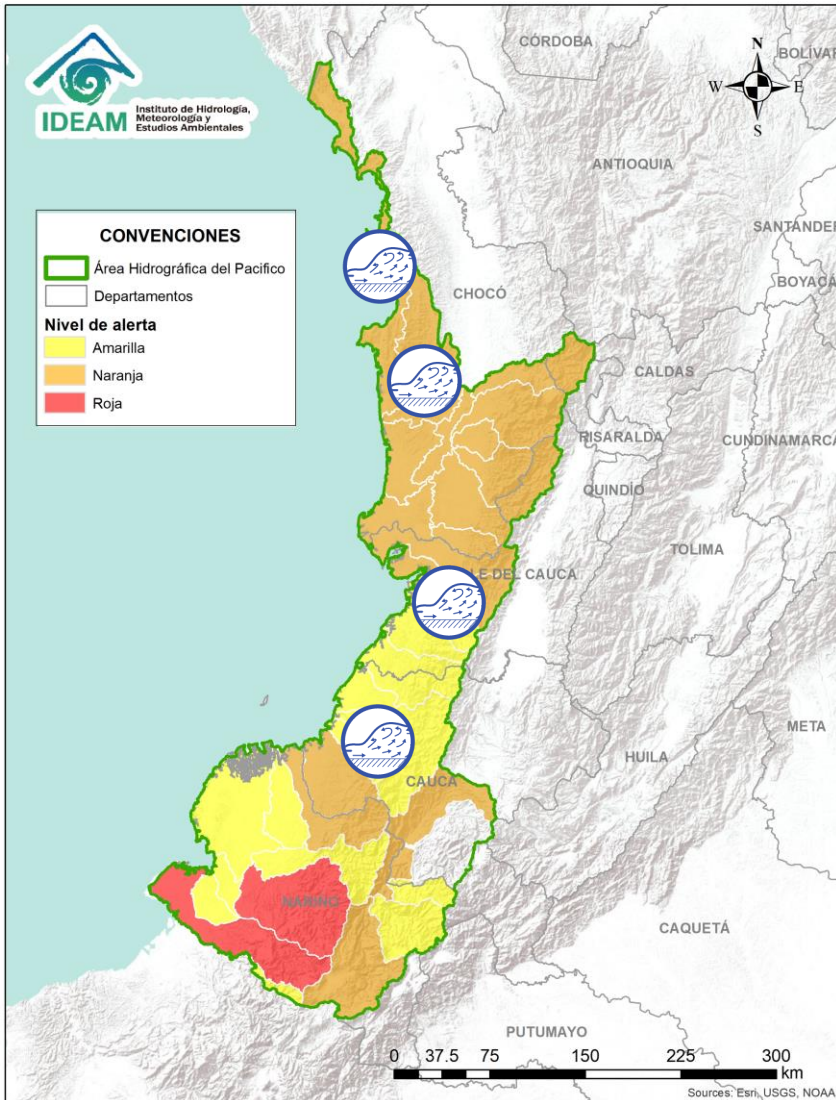 IDEAM
Instituto de Hidrología,
Meteorología y
Estudios Ambientales
CÓRDOBA
BOLÍVAR
N
W
E
S
ANTIOQUIA
SANTANDER
BOYACA
CHOCÓ
CONVENCIONES
Área Hidrográfica del Pacifico
Departamentos
Nivel de alerta
Amarilla
Naranja
Roja
CALDAS
RISARALDA
CUNDINAMARCA
QUINDÍO
TOLIMA
LE DEL CAUCA
META
HUILA
CAUCA
NARIÑO
CAQUETÁ
PUTUMAYO
0 37.5 75 150 225 300
km
Sources: Esri, USGS, NOAA